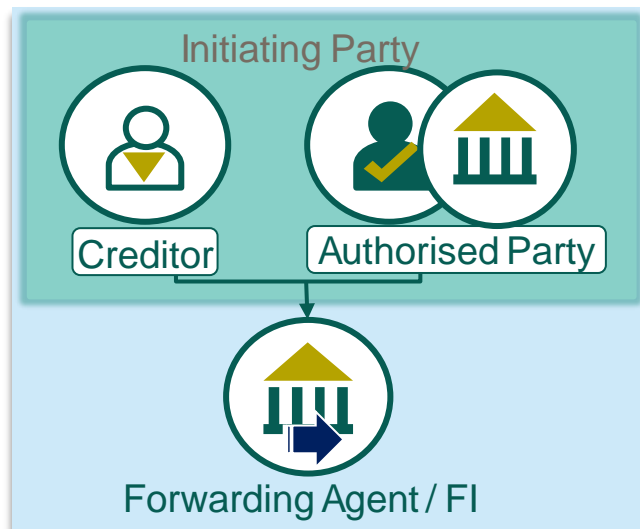 Initiating Party
Creditor
Authorised Party
Forwarding Agent / FI